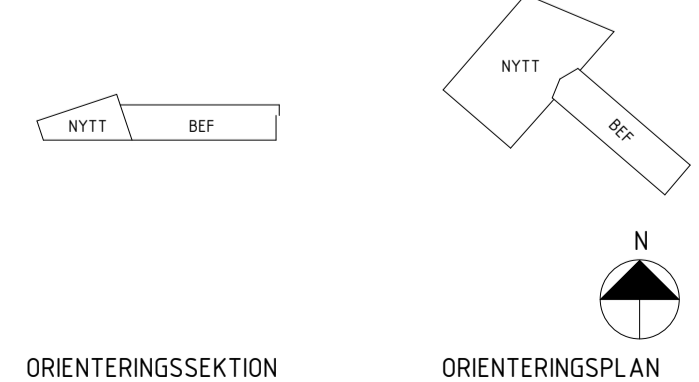 NYTT
BEF
NYTT
BEF
N
ORIENTERINGSSEKTION
ORIENTERINGSPLAN